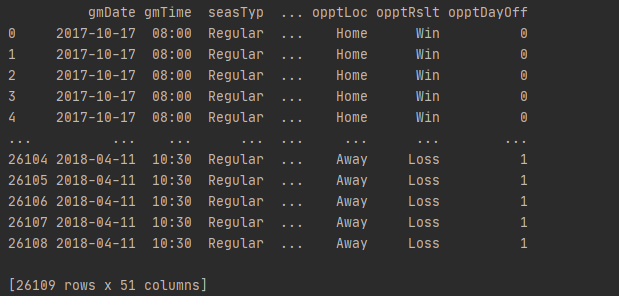 gmDate gmTime seasTyp ... opptLoc opptRslt opptDayOff
0 2017-10-17 08:00 Regular ... Home Win 0
1 2017-10-17 08:00 Regular ... Home Win 0
2 2017-10-17 08:00 Regular ... Home Win 0
3 2017-10-17 08:00 Regular ... Home Win 0
4 2017-10-17 08:00 Regular ... Home Win 0
... ... ... ... ... ... ... ...
26104 2018-04-11 10:30 Regular ... Away Loss 1
26105 2018-04-11 10:30 Regular ... Away Loss 1
26106 2018-04-11 10:30 Regular ... Away Loss 1
26107 2018-04-11 10:30 Regular ... Away Loss 1
26108 2018-04-11 10:30 Regular ... Away Loss 1
[26109 rows x 51 columns]